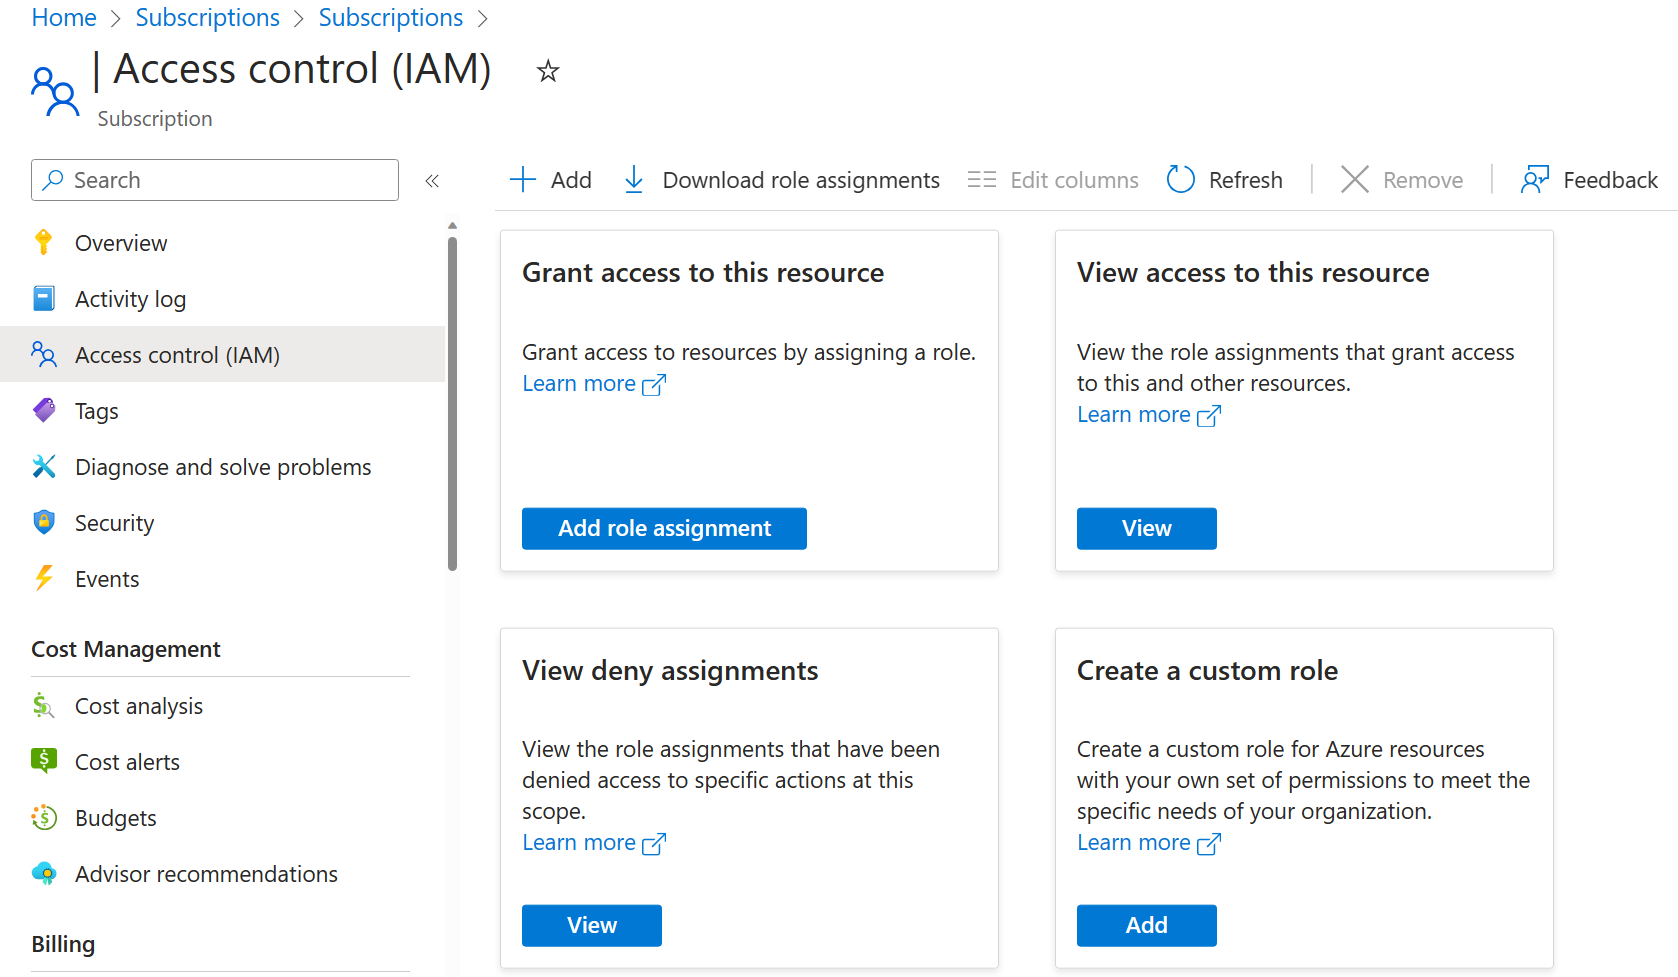 Home > Subscriptions > Subscriptions >
| Access control (IAM)
Subscription
Search
Overview
Activity log
Access control (IAM)
Tags
Diagnose and solve problems
Security
Events
Cost Management
Cost analysis
Cost alerts
Budgets
Advisor recommendations
Billing
Add
Download role assignments
Edit columns
Refresh
Remove
Feedback
Grant access to this resource
Grant access to resources by assigning a role.
Learn more
Add role assignment
View access to this resource
View the role assignments that grant access
to this and other resources.
Learn more
View
View deny assignments
View the role assignments that have been
denied access to specific actions at this
scope.
Learn more
View
Create a custom role
Create a custom role for Azure resources
with your own set of permissions to meet the
specific needs of your organization.
Learn more
Add